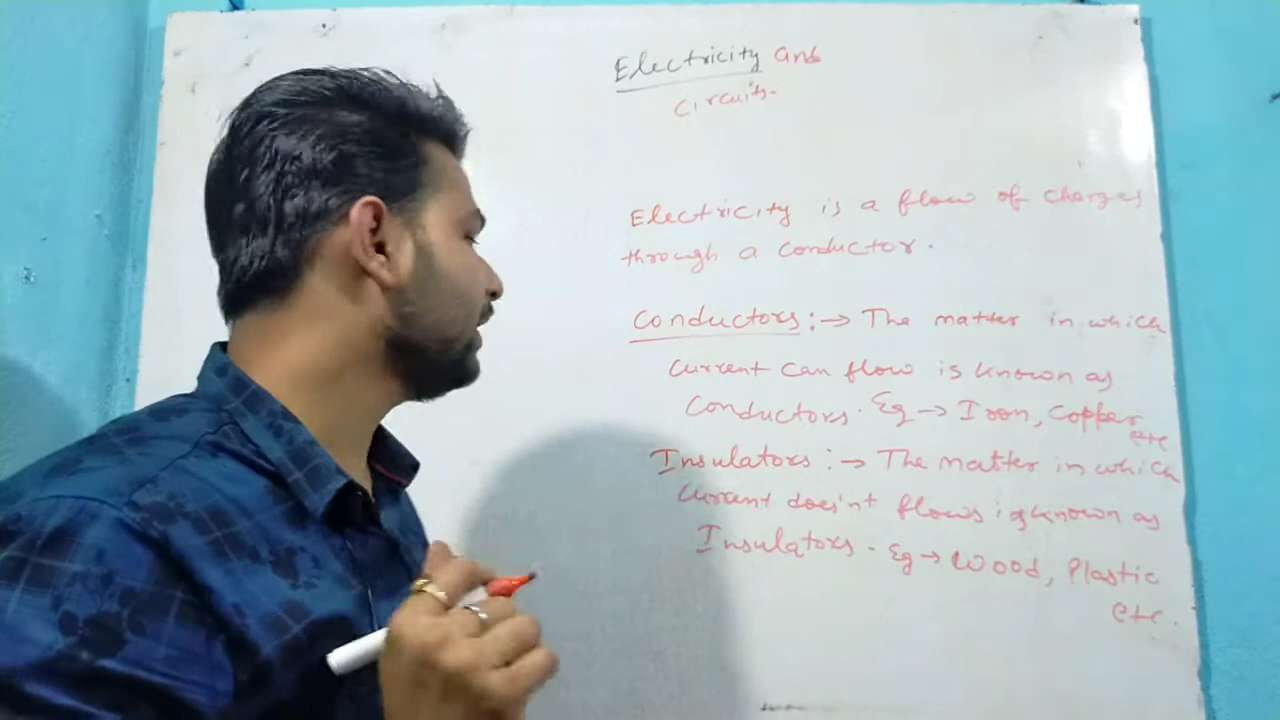 Electricity and
Circuits.
Electricity is a flow of charges
through a conductor.
Conductors :→ The matter in which
current can flow is known as
conductors. Eg → Iron, Copper
etc
Insulators :→ The matter in which
current does'nt flows is known as
Insulators. Eg → Wood, Plastic
etc.